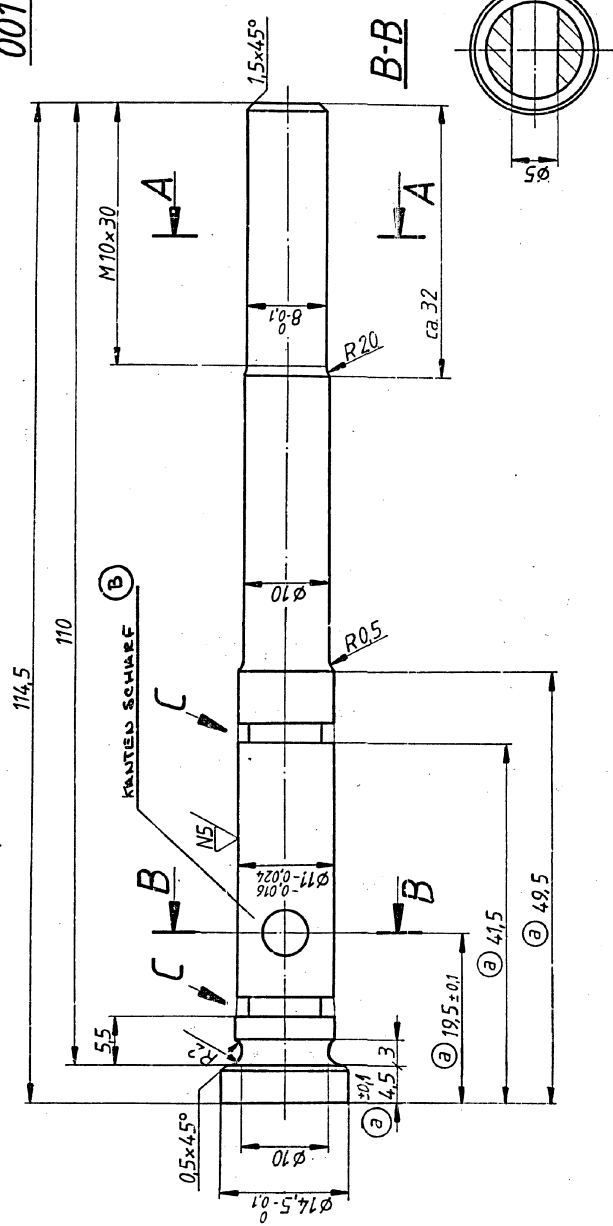 001
114,5
110
M10x30
1,5x45°
A
A
B-B
Ø5
8 0 -0,1
R20
ca. 32
KANTEN SCHARF
B
Ø10
R0,5
C
N5
Ø11 -0,016 -0,024
B
B
C
5,5
3
0,5x45°
Ø10
Ø14,5 0 -0,1
a 4,5 ±0,1
a 19,5 ±0,1
a 41,5
a 49,5